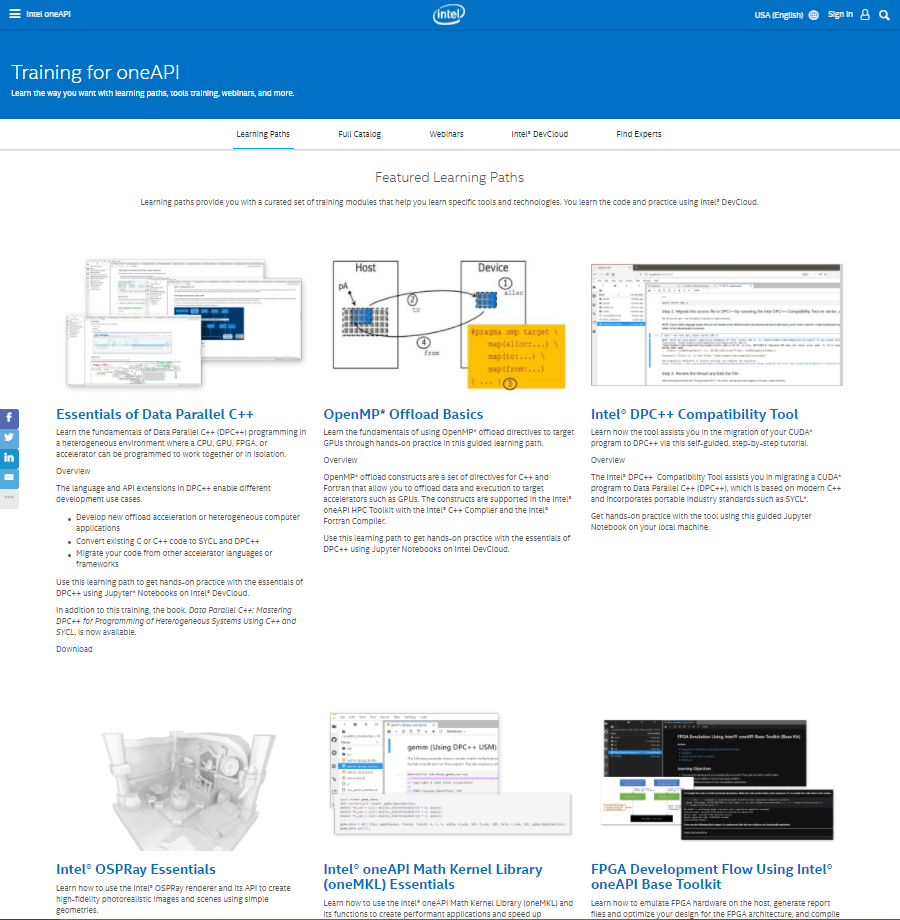 Intel oneAPI
intel
USA (English)
Sign In
Training for oneAPI
Learn the way you want with learning paths, tools training, webinars, and more.
Learning Paths
Full Catalog
Webinars
Intel® DevCloud
Find Experts
Featured Learning Paths
Learning paths provide you with a curated set of training modules that help you learn specific tools and technologies. You learn the code and practice using Intel® DevCloud.
Essentials of Data Parallel C++
Learn the fundamentals of Data Parallel C++ (DPC++) programming in
a heterogeneous environment where a CPU, GPU, FPGA, or
accelerator can be programmed to work together or in isolation.
Overview
The language and API extensions in DPC++ enable different
development use cases.
Develop new offload acceleration or heterogeneous computer
applications
Convert existing C or C++ code to SYCL and DPC++
Migrate your code from other accelerator languages or
frameworks
Use this learning path to get hands-on practice with the essentials of
DPC++ using Jupyter* Notebooks on Intel® DevCloud.
In addition to this training, the book, Data Parallel C++: Mastering
DPC++ for Programming of Heterogeneous Systems Using C++ and
SYCL, is now available.
Download
Host
Device
pA
1
alloc
2
to
4
from
#pragma omp target \
map(alloc:...) \
map(to:...) \
map(from:...)
{ ... }
3
OpenMP* Offload Basics
Learn the fundamentals of using OpenMP* offload directives to target
GPUs through hands-on practice in this guided learning path.
Overview
OpenMP* offload constructs are a set of directives for C++ and
Fortran that allow you to offload data and execution to target
accelerators such as GPUs. The constructs are supported in the Intel®
oneAPI HPC Toolkit with the Intel® C++ Compiler and the Intel®
Fortran Compiler.
Use this learning path to get hands-on practice with the essentials of
DPC++ using Jupyter Notebooks on Intel DevCloud.
Intel® DPC++ Compatibility Tool
Learn how the tool assists you in the migration of your CUDA*
program to DPC++ via this self-guided, step-by-step tutorial.
Overview
The Intel® DPC++ Compatibility Tool assists you in migrating a CUDA*
program to Data Parallel C++ (DPC++), which is based on modern C++
and incorporates portable industry standards such as SYCL*.
Get hands-on practice with the tool using this guided Jupyter
Notebook on your local machine.
Intel® OSPRay Essentials
Learn how to use the Intel® OSPRay renderer and its API to create
high-fidelity photorealistic images and scenes using simple
geometries.
gemm (Using DPC++ USM)
Intel® oneAPI Math Kernel Library
(oneMKL) Essentials
Learn how to use the Intel® oneAPI Math Kernel Library (oneMKL) and
its functions to create performant applications and speed up
FPGA Emulation Using Intel® oneAPI Base Toolkit (Base Kit)
Learning Objectives
FPGA Development Flow Using Intel®
oneAPI Base Toolkit
Learn how to emulate FPGA hardware on the host, generate report
files and optimize your design for the FPGA architecture, and compile